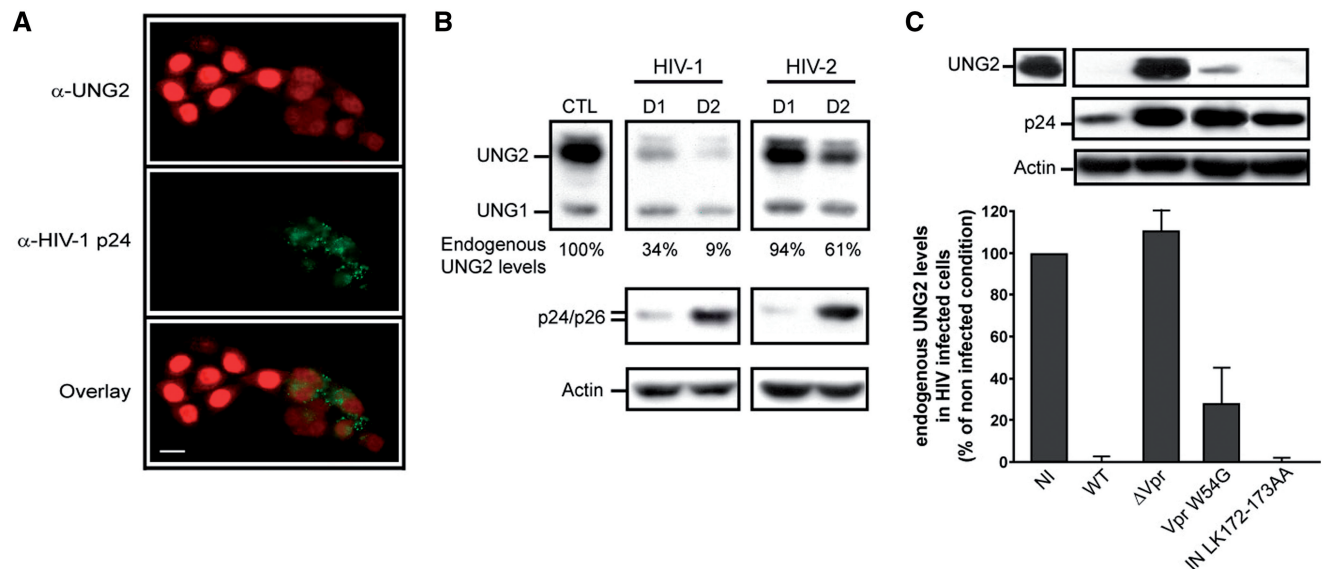 A
α-UNG2
α-HIV-1 p24
Overlay
B
HIV-1 HIV-2
CTL D1 D2 D1 D2
UNG2
UNG1
Endogenous
UNG2 levels
100% 34% 9% 94% 61%
p24/p26
Actin
C
UNG2
p24
Actin
endogenous UNG2 levels
in HIV infected cells
(% of non infected condition)
120
100
80
60
40
20
0
NI
WT
ΔVpr
Vpr W54G
IN LK172-173AA